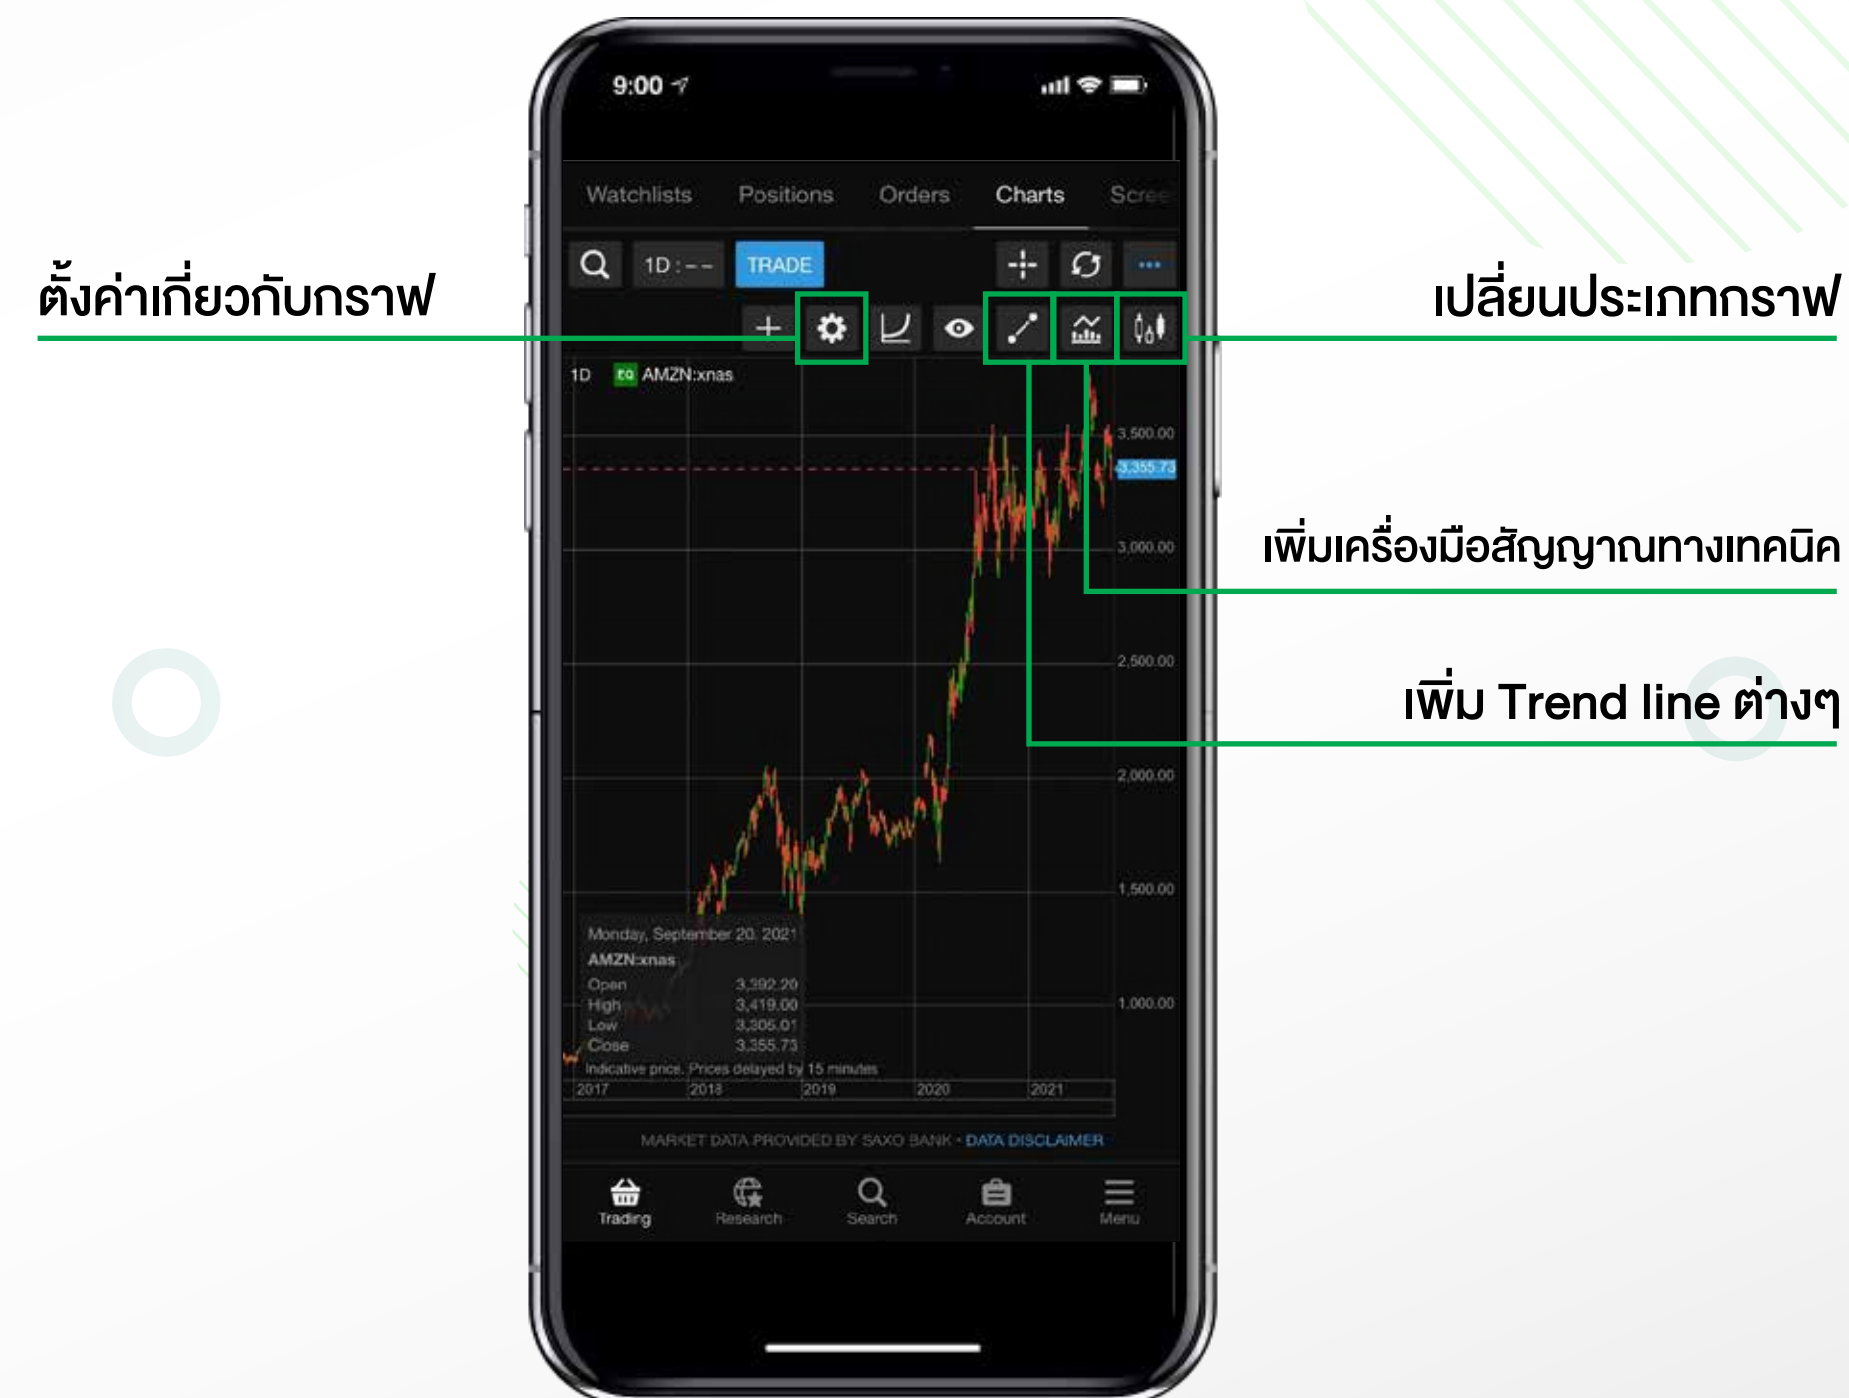 9:00
Watchlists Positions Orders Charts Scree
1D : -- TRADE
ตั้งค่าเกี่ยวกับกราฟ
เปลี่ยนประเภทกราฟ
1D EQ AMZN:xnas
3,500.00
3,355.73
เพิ่มเครื่องมือสัญญาณทางเทคนิค
3,000.00
2,500.00
เพิ่ม Trend line ต่างๆ
2,000.00
1,500.00
Monday, September 20, 2021
AMZN:xnas
Open 3,392.20
High 3,419.00
1,000.00
Low 3,305.01
Close 3,355.73
Indicative price. Prices delayed by 15 minutes
2017 2018 2019 2020 2021
MARKET DATA PROVIDED BY SAXO BANK • DATA DISCLAIMER
Trading Research Search Account Menu